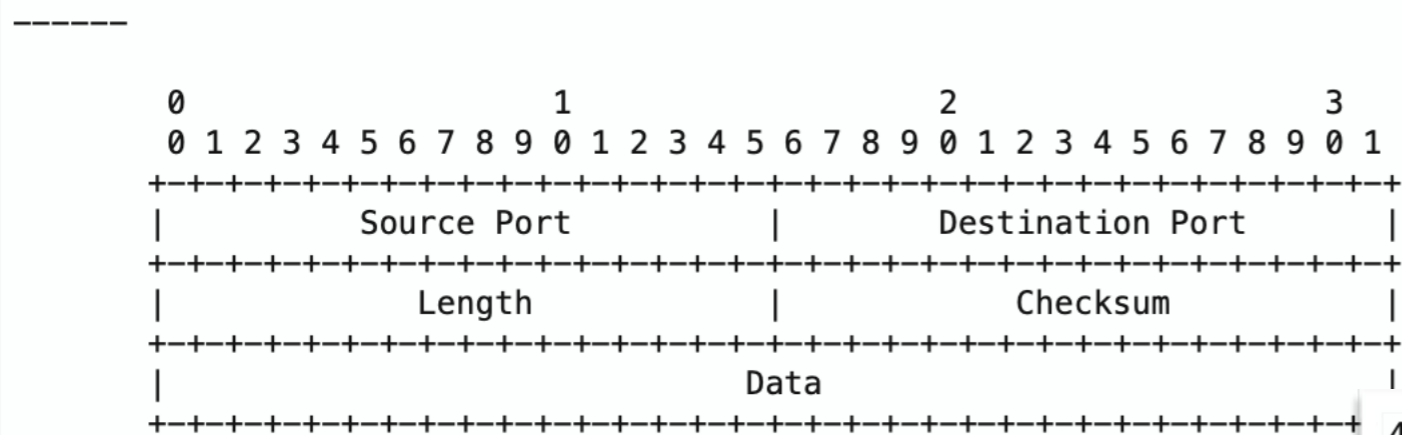 ------
0 1 2 3
0 1 2 3 4 5 6 7 8 9 0 1 2 3 4 5 6 7 8 9 0 1 2 3 4 5 6 7 8 9 0 1
+-+-+-+-+-+-+-+-+-+-+-+-+-+-+-+-+-+-+-+-+-+-+-+-+-+-+-+-+-+-+-+-+
| Source Port | Destination Port |
+-+-+-+-+-+-+-+-+-+-+-+-+-+-+-+-+-+-+-+-+-+-+-+-+-+-+-+-+-+-+-+-+
| Length | Checksum |
+-+-+-+-+-+-+-+-+-+-+-+-+-+-+-+-+-+-+-+-+-+-+-+-+-+-+-+-+-+-+-+-+
| Data |
+-+-+-+-+-+-+-+-+-+-+-+-+-+-+-+-+-+-+-+-+-+-+-+-+-+-+-+-+-+-+-+